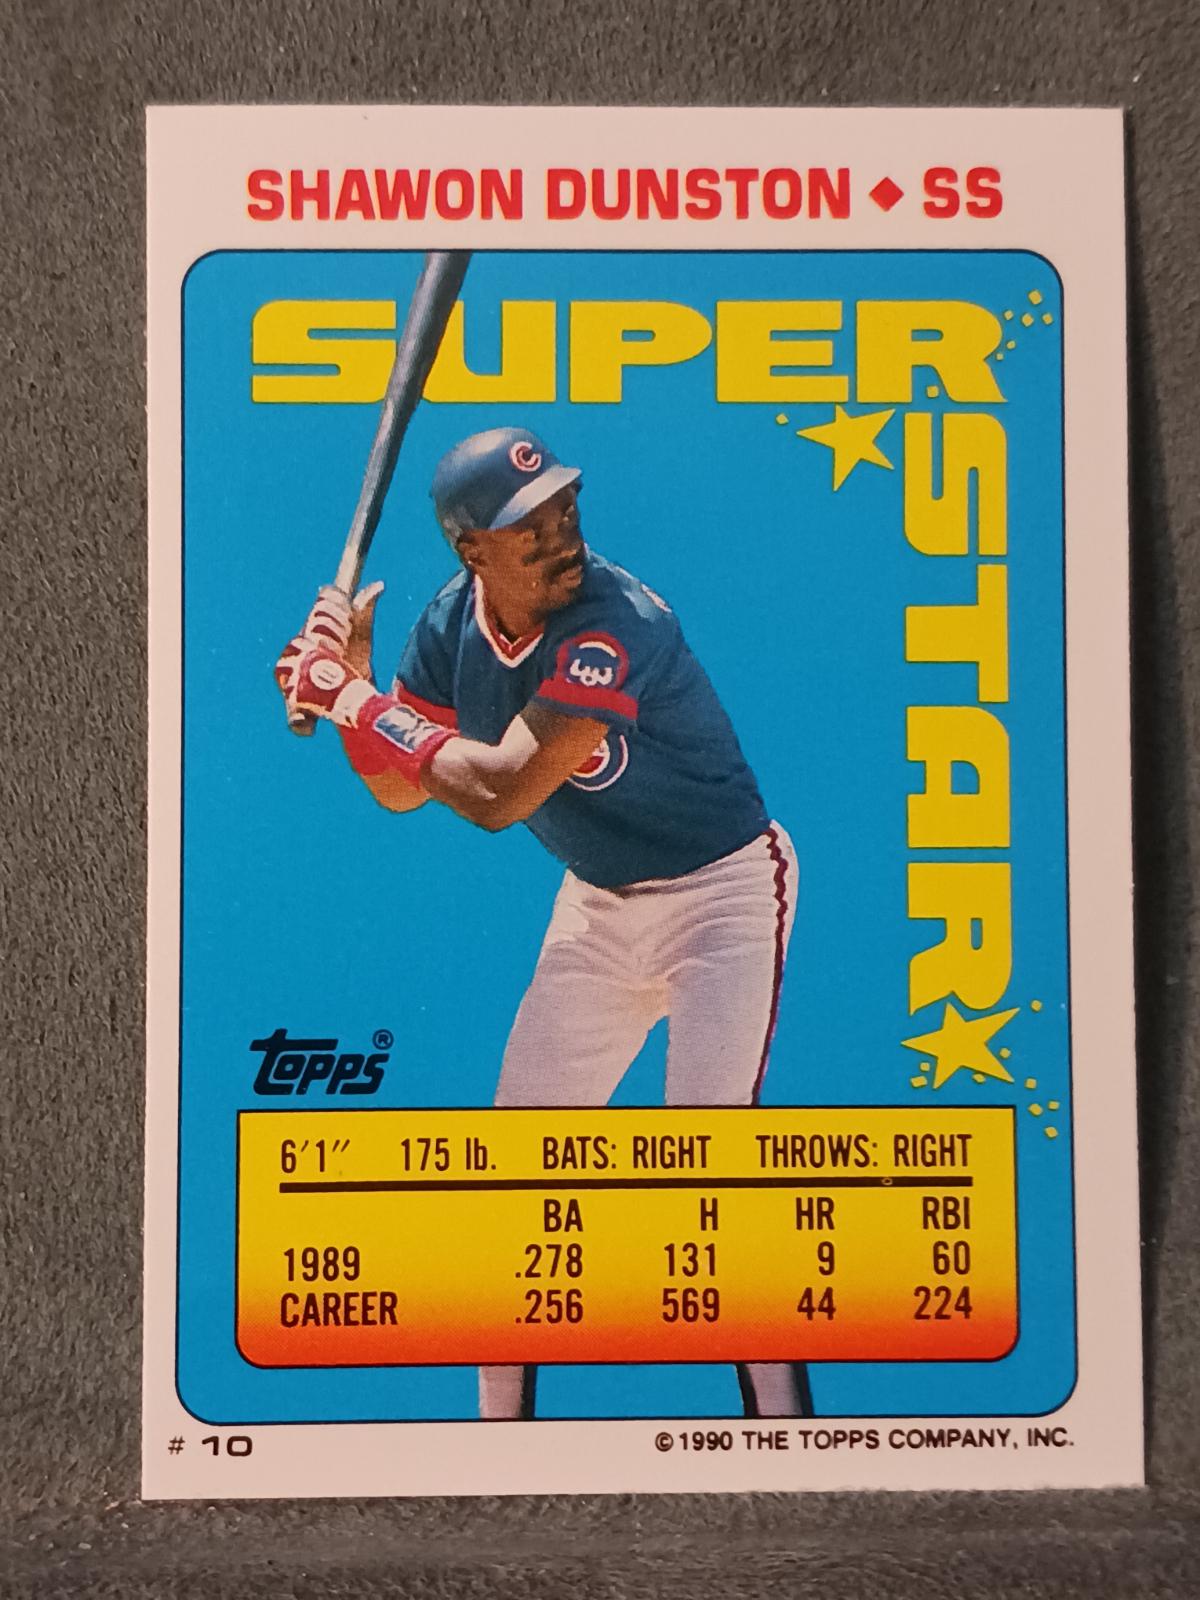 SHAWON DUNSTON ♦ SS
SUPER
STAR
C
topps®
6'1" 175 lb. BATS: RIGHT THROWS: RIGHT
BA H HR RBI
1989 .278 131 9 60
CAREER .256 569 44 224
# 10 ©1990 THE TOPPS COMPANY, INC.